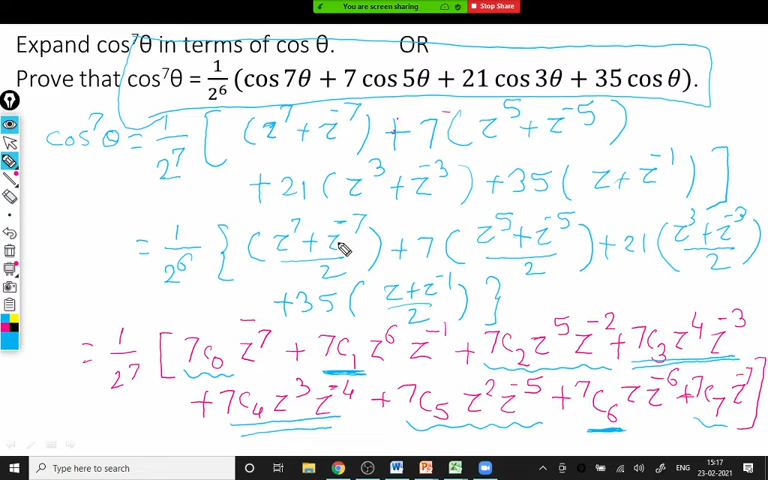 You are screen sharing Stop Share
Expand cos⁷θ in terms of cos θ. OR
Prove that cos⁷θ = 1/2⁶ (cos 7θ + 7 cos 5θ + 21 cos 3θ + 35 cos θ).
cos⁷θ = 1/2⁷ [ (z⁷ + z⁻⁷) + 7 (z⁵ + z⁻⁵)
+ 21 (z³ + z⁻³) + 35 (z + z⁻¹) ]
= 1/2⁶ { (z⁷ + z⁻⁷ / 2) + 7 (z⁵ + z⁻⁵ / 2) + 21 (z³ + z⁻³ / 2)
+ 35 (z + z⁻¹ / 2) }
= 1/2⁷ [ 7c₀ z⁷ + 7c₁ z⁶ z⁻¹ + 7c₂ z⁵ z⁻² + 7c₃ z⁴ z⁻³
+ 7c₄ z³ z⁻⁴ + 7c₅ z² z⁻⁵ + 7c₆ z z⁻⁶ + 7c₇ z⁻⁷ ]
Type here to search
ENG
15:17
23-02-2021